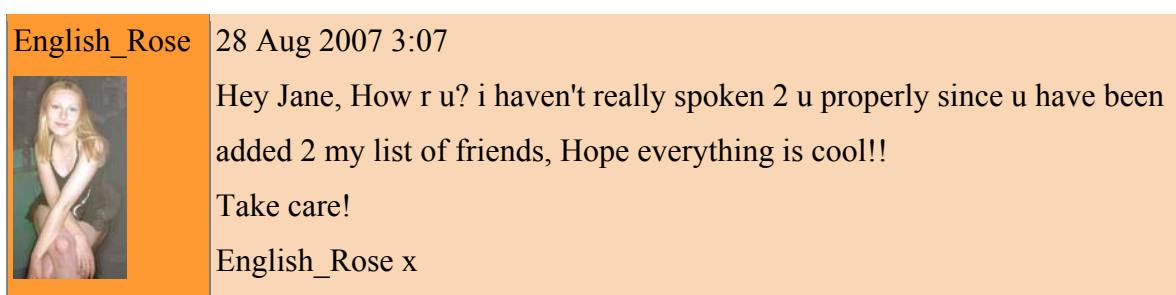 English_Rose
28 Aug 2007 3:07
Hey Jane, How r u? i haven't really spoken 2 u properly since u have been
added 2 my list of friends, Hope everything is cool!!
Take care!
English_Rose x